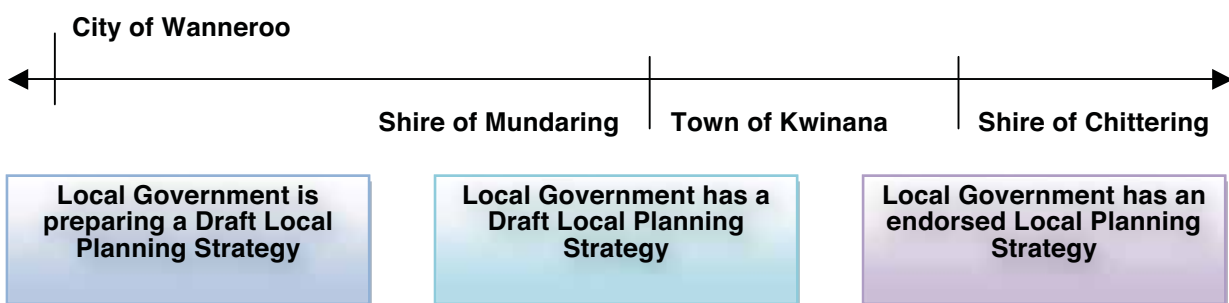 City of Wanneroo
Shire of Mundaring
Town of Kwinana
Shire of Chittering
Local Government is
preparing a Draft Local
Planning Strategy
Local Government has a
Draft Local Planning
Strategy
Local Government has an
endorsed Local Planning
Strategy